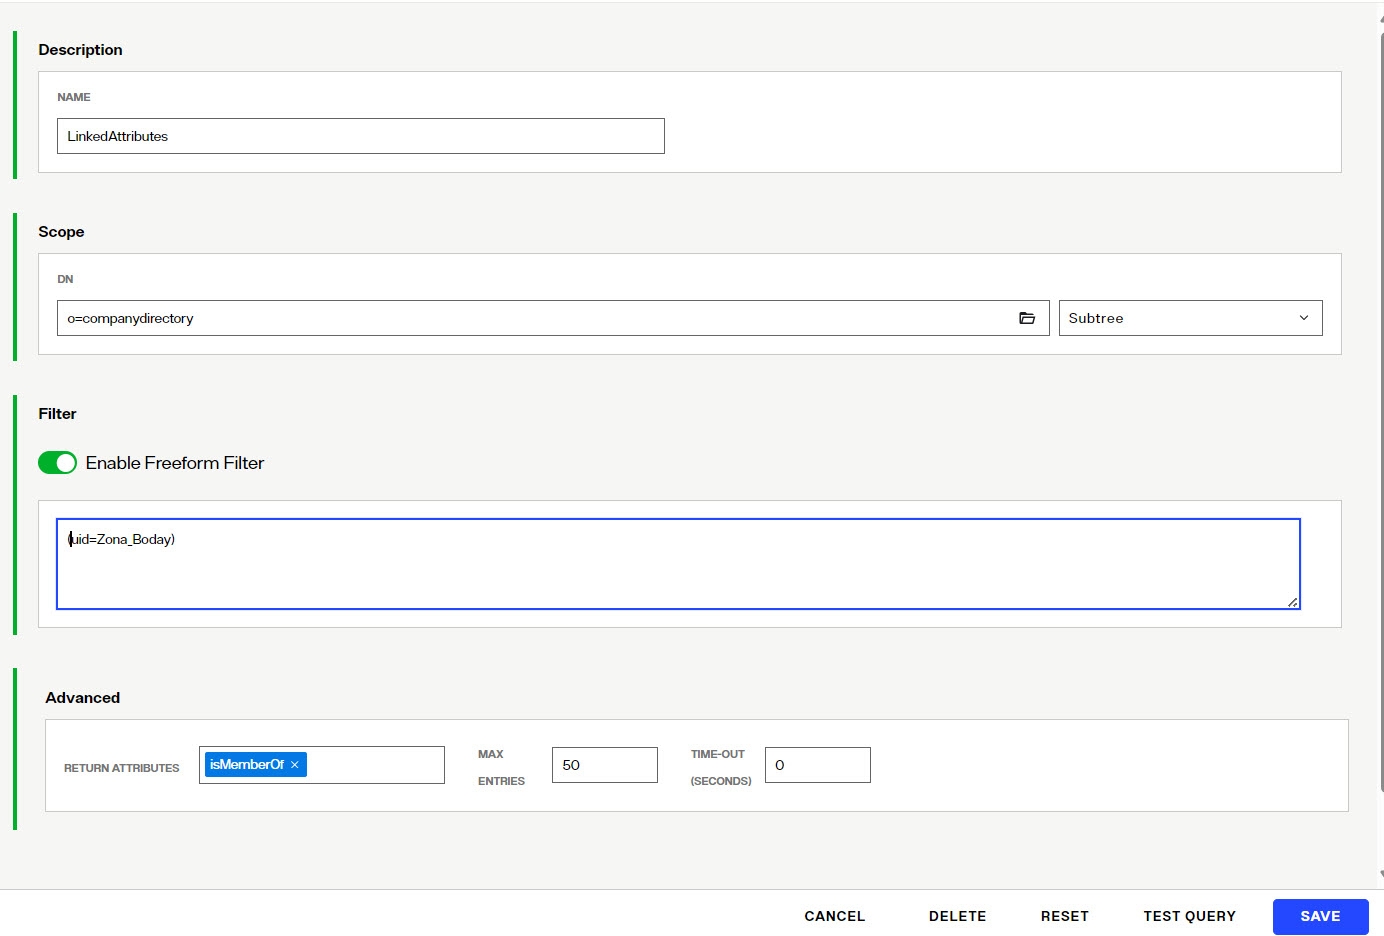 Description
NAME
LinkedAttributes
Scope
DN
o=companydirectory
Subtree
Filter
Enable Freeform Filter
(uid=Zona_Boday)
Advanced
RETURN ATTRIBUTES
isMemberOf ×
MAX
ENTRIES
50
TIME-OUT
(SECONDS)
0
CANCEL DELETE RESET TEST QUERY SAVE